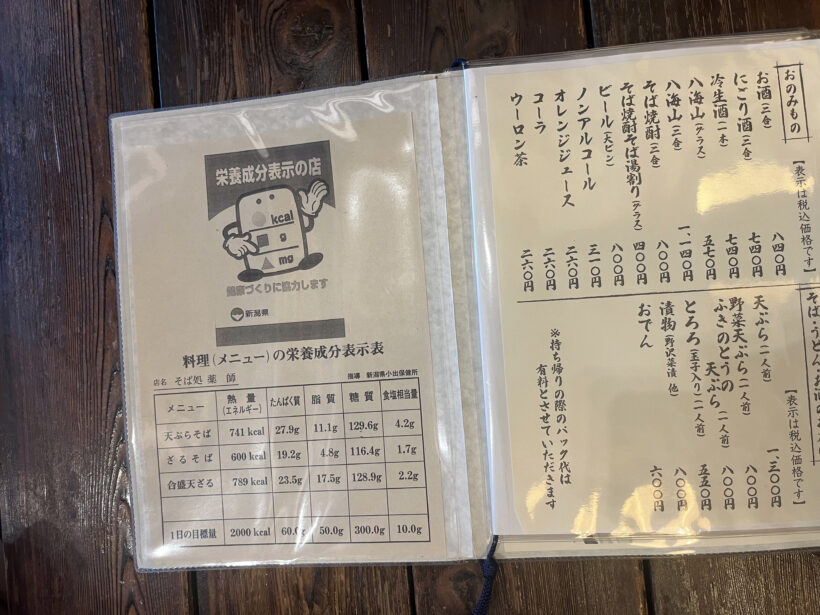 栄養成分表示の店
kcal
g
mg
健康づくりに協力します
新潟県
料理(メニュー)の栄養成分表示表
店名 そば処 薬 師 指導 新潟県小出保健所
メニュー 熱量(エネルギー) たんぱく質 脂質 糖質 食塩相当量
天ぷらそば 741 kcal 27.9g 11.1g 129.6g 4.2g
ざるそば 600 kcal 19.2g 4.8g 116.4g 1.7g
合盛天ざる 789 kcal 23.5g 17.5g 128.9g 2.2g
1日の目標量 2000 kcal 60.0g 50.0g 300.0g 10.0g
おのみもの 【表示は税込価格です】
お酒(二合) 八四〇円
にごり酒(二合) 七四〇円
冷生酒(一本) 七四〇円
八海山(グラス) 五七〇円
八海山(二合) 一、一四〇円
そば焼酎(二合) 八〇〇円
そば焼酎そば湯割り(グラス) 四〇〇円
ビール(大ビン) 八〇〇円
ノンアルコール 三一〇円
オレンジジュース 二六〇円
コーラ 二六〇円
ウーロン茶 二六〇円
そば・うどん・お酒の
【表示は税込価格です】
天ぷら(一人前) 一、三〇〇円
野菜天ぷら(一人前) 八〇〇円
ふきのとうの
天ぷら(一人前) 八〇〇円
とろろ(玉子入り)(一人前) 五五〇円
漬物(野沢菜漬 他) 八〇〇円
おでん 六〇〇円
※持ち帰りの際のパック代は
有料とさせていただきます